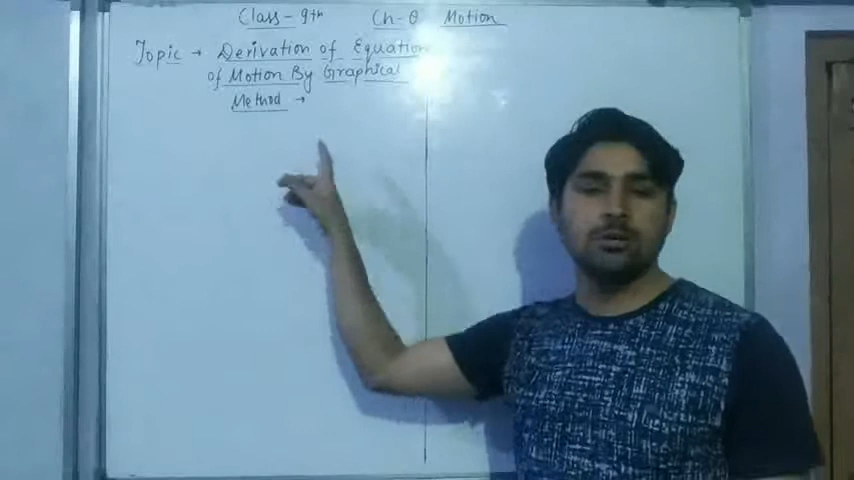 Class- 9th Ch-8 Motion
Topic → Derivation of Equation
of Motion By Graphical
Method →